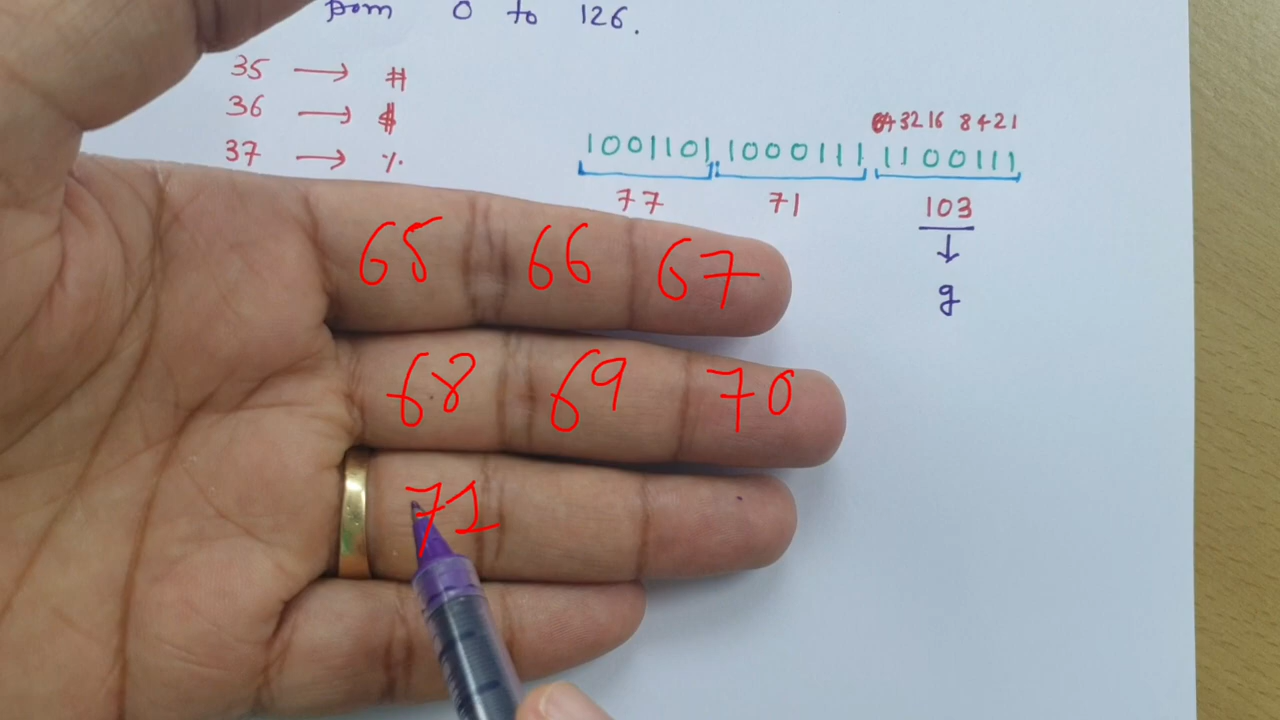 from 0 to 126.
35 → #
36 → $
37 → %
64 32 16 8 4 2 1
1001101 1000111 1100111
77 71 103
↓
g
65 66 67
68 69 70
71